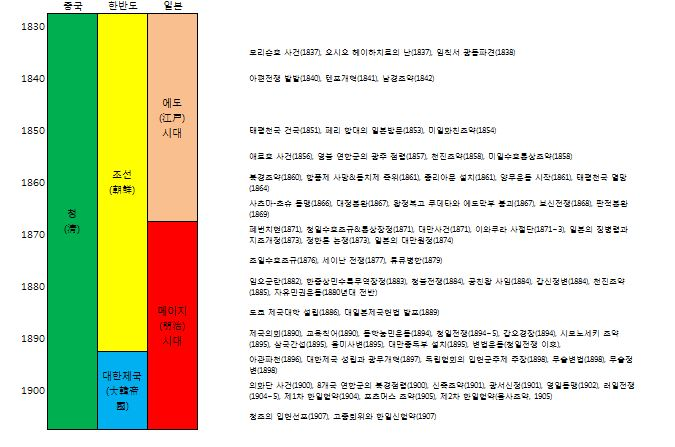 중국 한반도 일본
1830
1840
1850
1860
1870
1880
1890
1900
청
(淸)
조선
(朝鮮)
대한제국
(大韓帝
國)
에도
(江戶)
시대
메이지
(明治)
시대
모리슨호 사건(1837), 오시오 헤이하치로의 난(1837), 임칙서 광동파견(1838)
아편전쟁 발발(1840), 텐포개혁(1841), 남경조약(1842)
태평천국 건국(1851), 페리 함대의 일본방문(1853), 미일화친조약(1854)
애로호 사건(1856), 영불 연합군의 광주 점령(1857), 천진조약(1858), 미일수호통상조약(1858)
북경조약(1860), 함풍제 사망&동치제 즉위(1861), 총리아문 설치(1861), 양무운동 시작(1861), 태평천국 멸망
(1864)
사츠마-쵸슈 동맹(1866), 대정봉환(1867), 왕정복고 쿠데타와 에도막부 붕괴(1867), 보신전쟁(1868), 판적봉환
(1869)
폐번치현(1871), 청일수호조규&통상장정(1871), 대만사건(1871), 이와쿠라 사절단(1871~3), 일본의 징병령과
지조개정(1873), 정한론 논쟁(1873), 일본의 대만원정(1874)
조일수호조규(1876), 세이난 전쟁(1877), 류큐병합(1879)
임오군란(1882), 한중상민수륙무역장정(1883), 청불전쟁(1884), 공친왕 사임(1884), 갑신정변(1884), 천진조약
(1885), 자유민권운동(1880년대 전반)
도쿄 제국대학 설립(1886), 대일본제국헌법 발포(1889)
제국의회(1890), 교육칙어(1890), 동학농민운동(1894), 청일전쟁(1894~5), 갑오경장(1894), 시모노세키 조약
(1895), 삼국간섭(1895), 을미사변(1895), 대만총독부 설치(1895), 변법운동(청일전쟁 이후),
아관파천(1896), 대한제국 성립과 광무개혁(1897), 독립협회의 입헌군주제 주장(1898), 무술변법(1898), 무술정
변(1898)
의화단 사건(1900), 8개국 연합군의 북경점령(1900), 신축조약(1901), 광서신정(1901), 영일동맹(1902), 러일전쟁
(1904~5), 제1차 한일협약(1904), 포츠머스 조약(1905), 제2차 한일협약(을사조약, 1905)
청조의 입헌선포(1907), 고종퇴위와 한일신협약(1907)